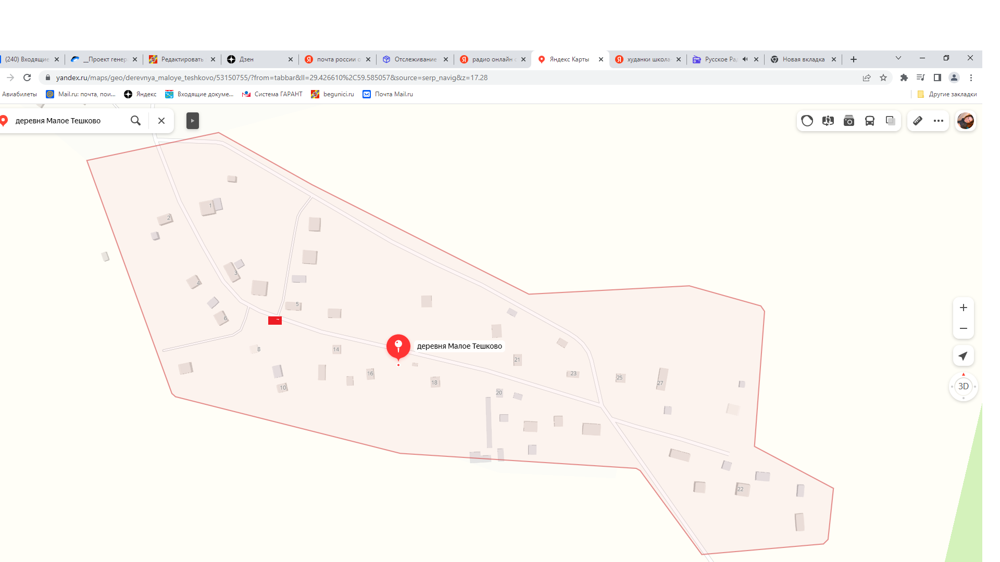 (240) Входящие
__Проект генер
Редактировать
Дзен
почта россии о
Отслеживание
радио онлайн с
Яндекс Карты
худанки школа
Русское Рад
Новая вкладка
yandex.ru/maps/geo/derevnya_maloye_teshkovo/53150755/?from=tabbar&ll=29.426610%2C59.585057&source=serp_navig&z=17.28
Авиабилеты
Mail.ru: почта, пои...
Яндекс
Входящие докуме...
Система ГАРАНТ
begunici.ru
Почта Mail.ru
Другие закладки
деревня Малое Тешково
1
2
3
4
5
6
деревня Малое Тешково
8
14
21
16
23
25
18
27
10
20
3D
22